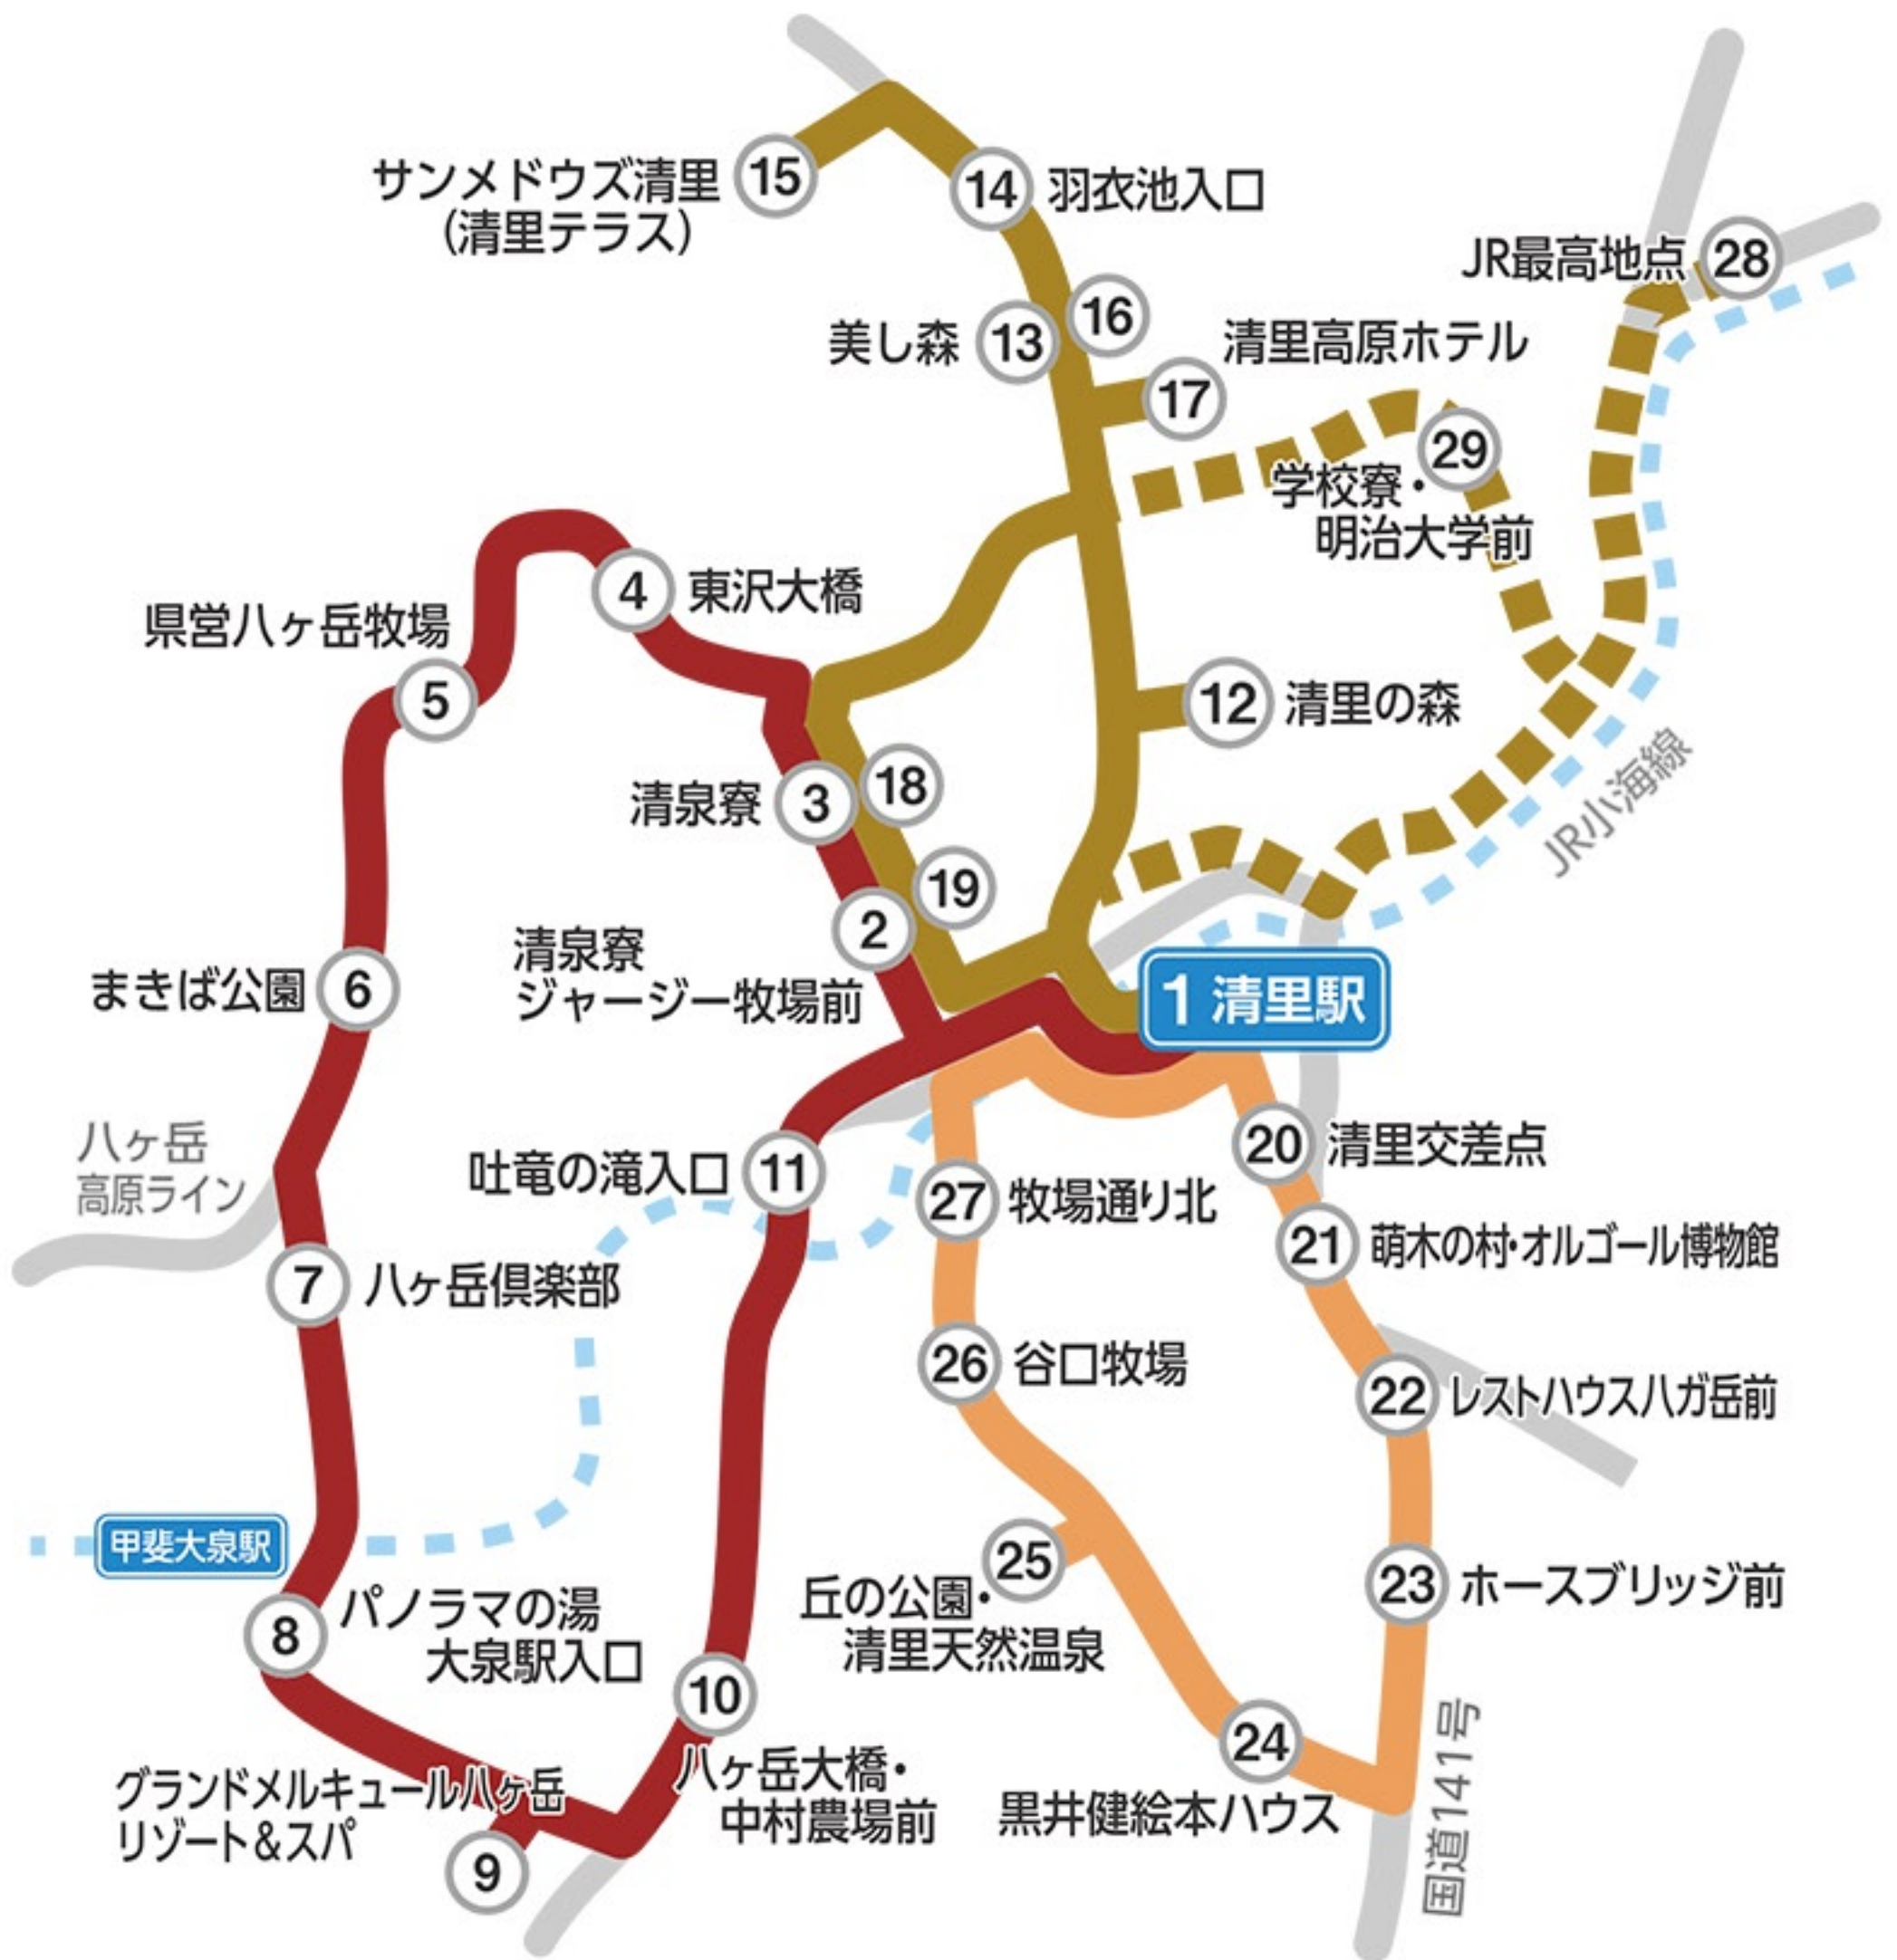 サンメドウズ清里
(清里テラス)
15
14
羽衣池入口
JR最高地点
28
美し森
13
16
清里高原ホテル
17
29
学校寮・
明治大学前
4
東沢大橋
県営八ヶ岳牧場
5
12
清里の森
清泉寮
3
18
JR小海線
19
2
清泉寮
ジャージー牧場前
まきば公園
6
1 清里駅
八ヶ岳
高原ライン
吐竜の滝入口
11
27
牧場通り北
20
清里交差点
21
萌木の村・オルゴール博物館
7
八ヶ岳倶楽部
26
谷口牧場
22
レストハウス八ガ岳前
甲斐大泉駅
25
丘の公園・
清里天然温泉
23
ホースブリッジ前
8
パノラマの湯
大泉駅入口
10
八ヶ岳大橋・
中村農場前
24
黒井健絵本ハウス
グランドメルキュール八ヶ岳
リゾート&スパ
9
国道141号